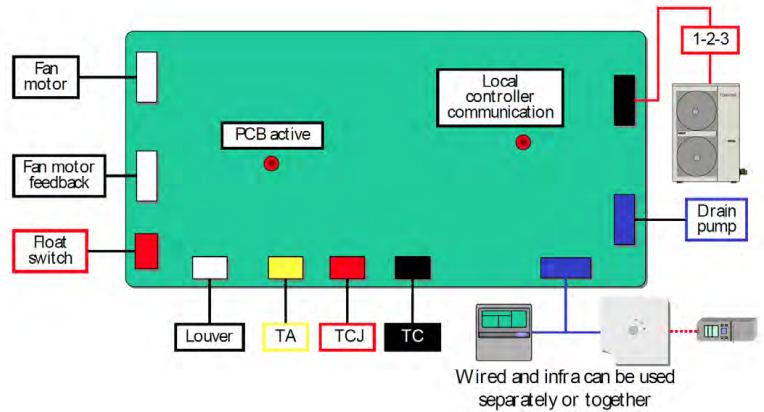 1-2-3
Fan
motor
Local
controller
communication
PCB active
Fan motor
feedback
Drain
pump
Float
switch
Louver
TA
TCJ
TC
Wired and infra can be used
separately or together